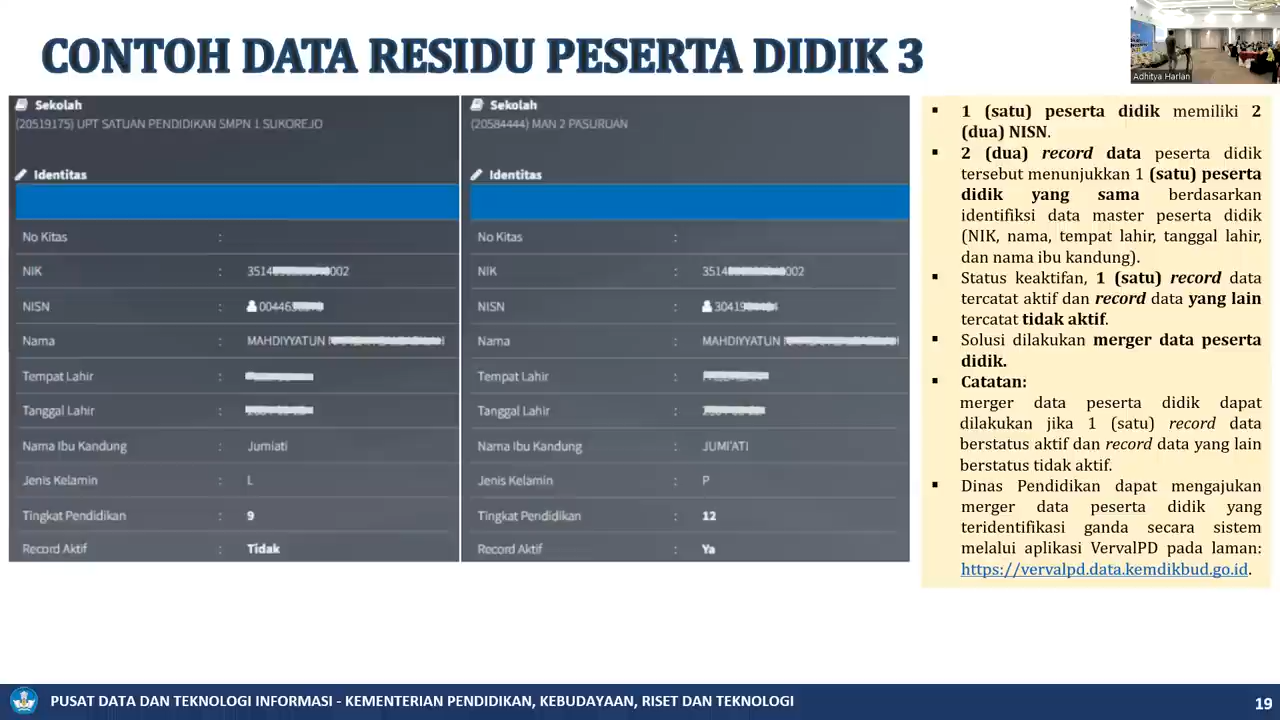 CONTOH DATA RESIDU PESERTA DIDIK 3
Adhitya Harlan
Sekolah
(20519175) UPT SATUAN PENDIDIKAN SMPN 1 SUKOREJO
Identitas
No Kitas :
NIK : 3514 002
NISN : 00446
Nama : MAHDIYYATUN
Tempat Lahir :
Tanggal Lahir :
Nama Ibu Kandung : Jumiati
Jenis Kelamin : L
Tingkat Pendidikan : 9
Record Aktif : Tidak
Sekolah
(20584444) MAN 2 PASURUAN
Identitas
No Kitas :
NIK : 3514 002
NISN : 3041
Nama : MAHDIYYATUN
Tempat Lahir :
Tanggal Lahir :
Nama Ibu Kandung : JUMI'ATI
Jenis Kelamin : P
Tingkat Pendidikan : 12
Record Aktif : Ya
▪ 1 (satu) peserta didik memiliki 2
(dua) NISN.
▪ 2 (dua) record data peserta didik
tersebut menunjukkan 1 (satu) peserta
didik yang sama berdasarkan
identifiksi data master peserta didik
(NIK, nama, tempat lahir, tanggal lahir,
dan nama ibu kandung).
▪ Status keaktifan, 1 (satu) record data
tercatat aktif dan record data yang lain
tercatat tidak aktif.
▪ Solusi dilakukan merger data peserta
didik.
▪ Catatan:
merger data peserta didik dapat
dilakukan jika 1 (satu) record data
berstatus aktif dan record data yang lain
berstatus tidak aktif.
▪ Dinas Pendidikan dapat mengajukan
merger data peserta didik yang
teridentifikasi ganda secara sistem
melalui aplikasi VervalPD pada laman:
https://vervalpd.data.kemdikbud.go.id.
PUSAT DATA DAN TEKNOLOGI INFORMASI - KEMENTERIAN PENDIDIKAN, KEBUDAYAAN, RISET DAN TEKNOLOGI
19